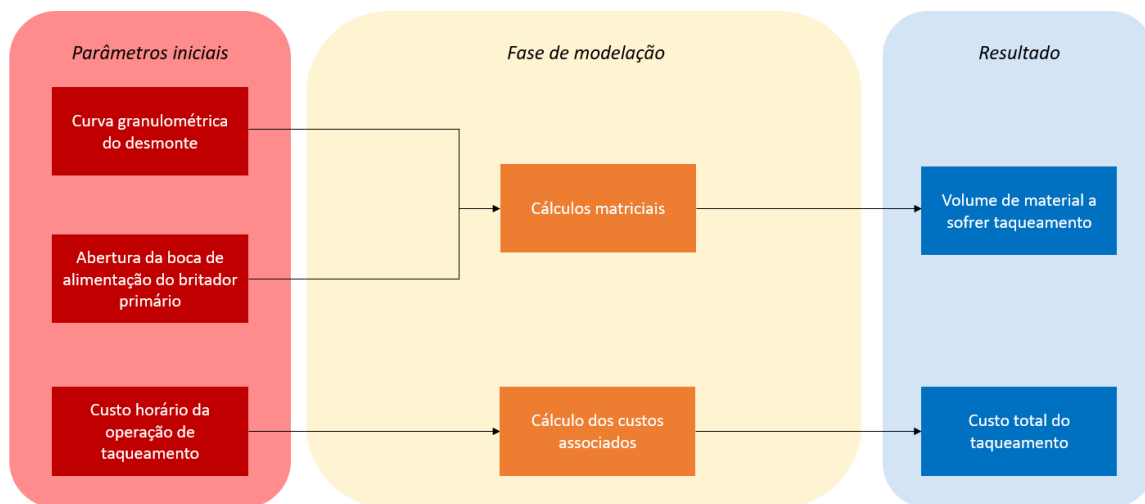 Parâmetros iniciais
Fase de modelação
Resultado
Curva granulométrica
do desmonte
Cálculos matriciais
Volume de material a
sofrer taqueamento
Abertura da boca de
alimentação do britador
primário
Custo horário da
operação de
taqueamento
Cálculo dos custos
associados
Custo total do
taqueamento